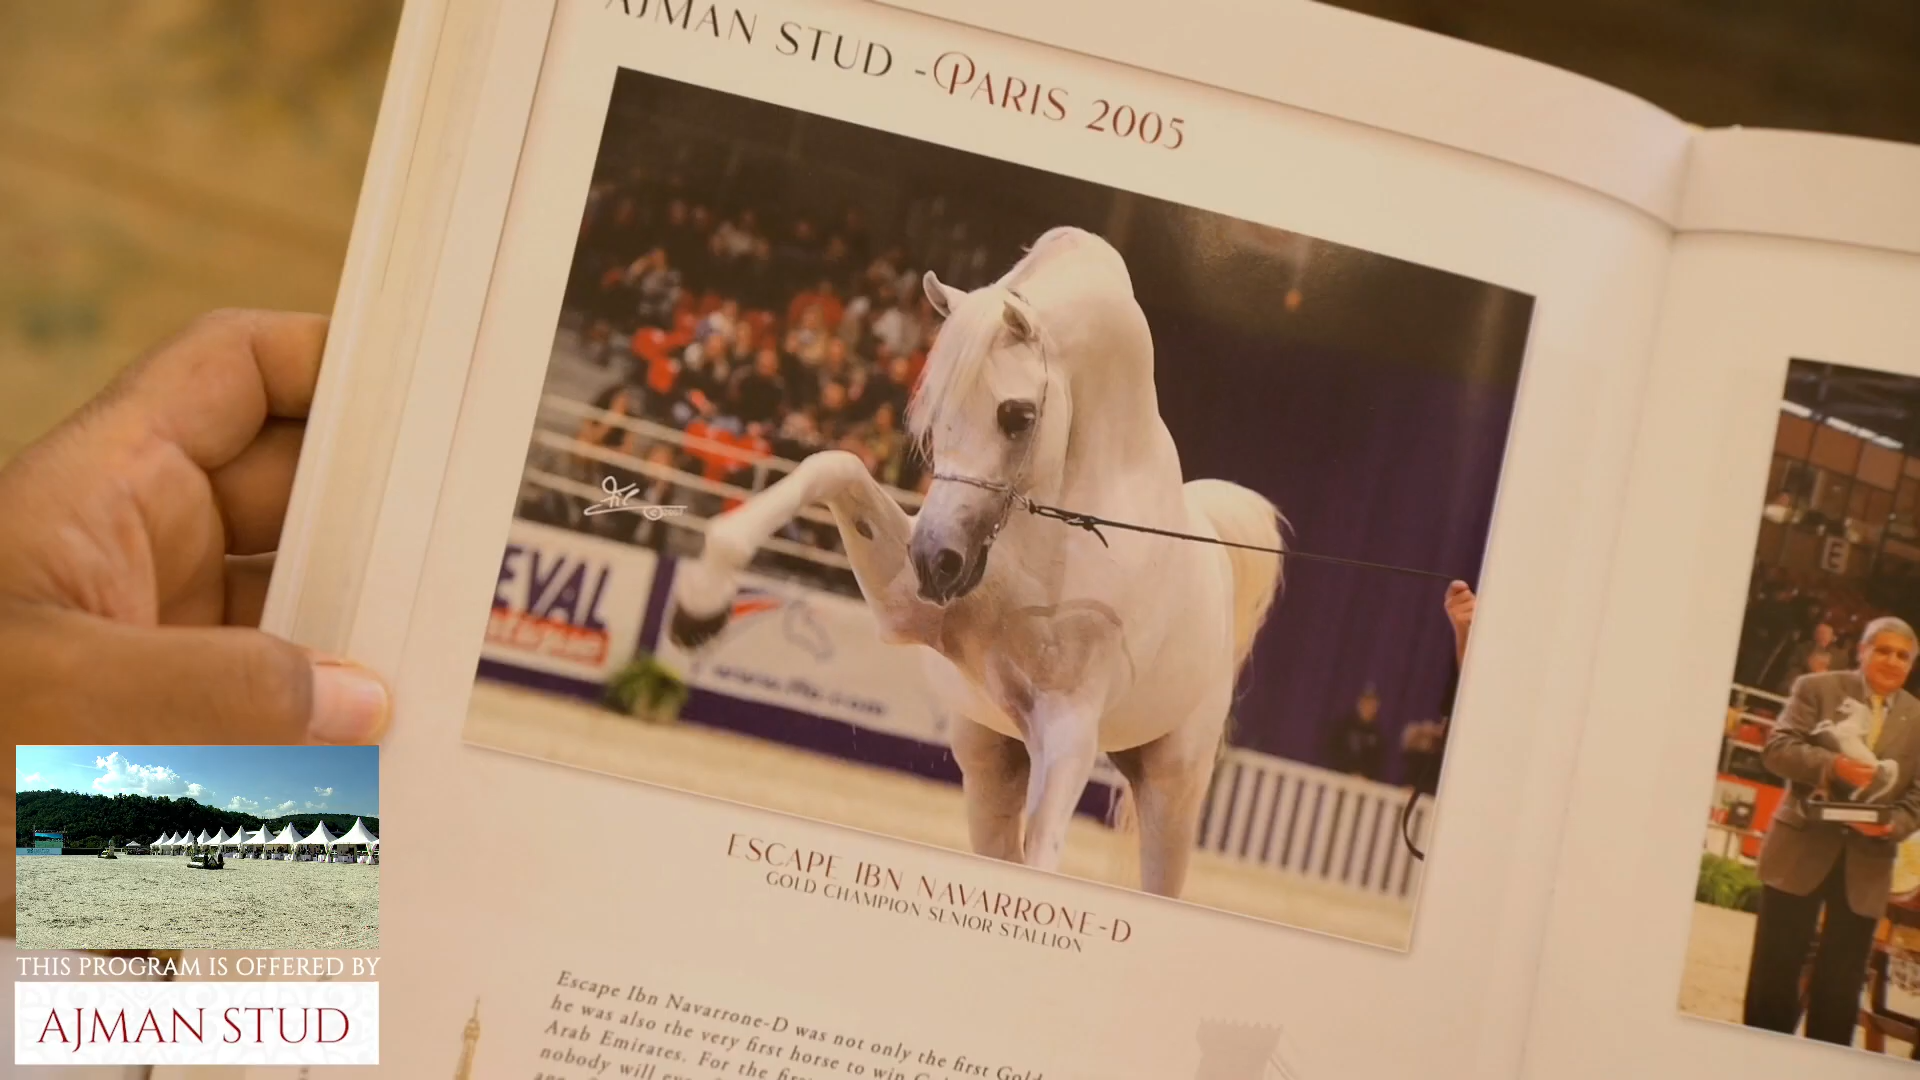 AJMAN STUD - PARIS 2005
EVAL
ESCAPE IBN NAVARRONE-D
GOLD CHAMPION SENIOR STALLION
Escape Ibn Navarrone-D was not only the first Gold
he was also the very first horse to win
Arab Emirates. For the
nobody will
E
THIS PROGRAM IS OFFERED BY
AJMAN STUD